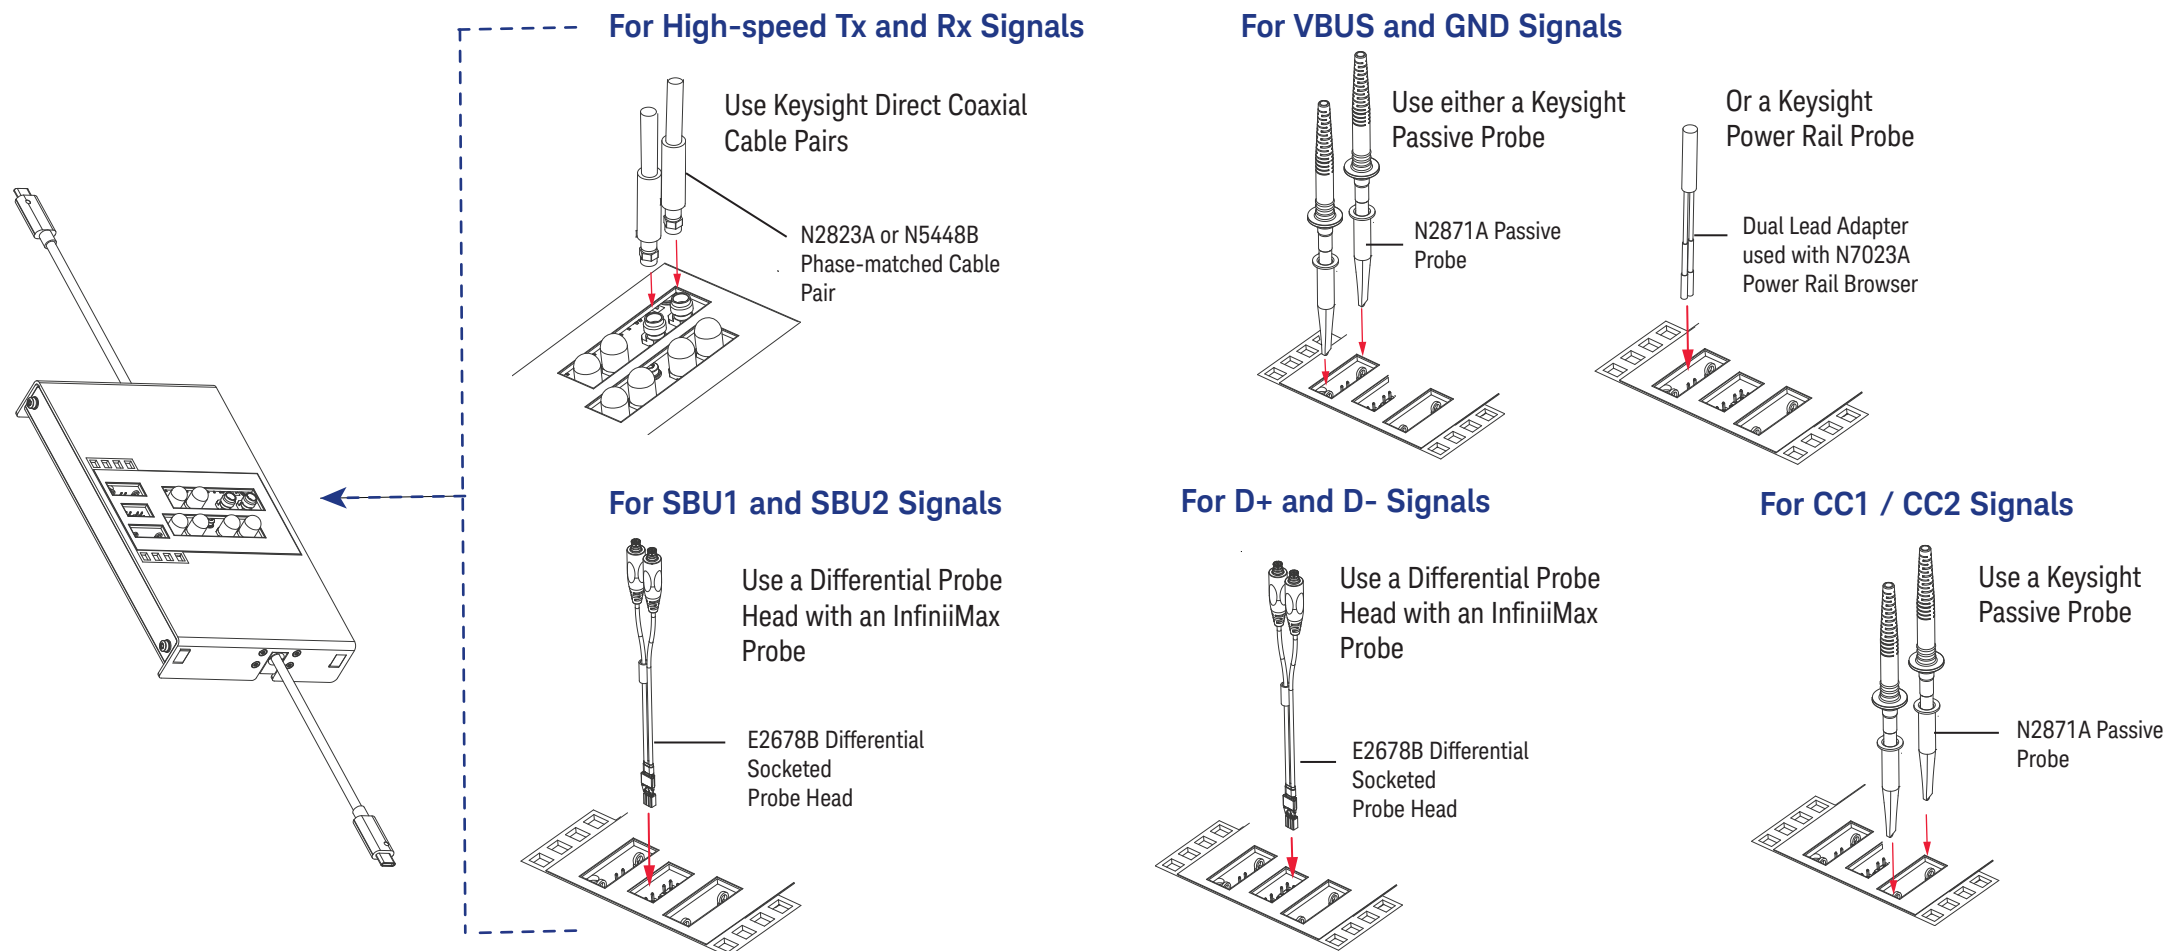 For High-speed Tx and Rx Signals
Use Keysight Direct Coaxial
Cable Pairs
N2823A or N5448B
Phase-matched Cable
Pair
For VBUS and GND Signals
Use either a Keysight
Passive Probe
N2871A Passive
Probe
Or a Keysight
Power Rail Probe
Dual Lead Adapter
used with N7023A
Power Rail Browser
For SBU1 and SBU2 Signals
Use a Differential Probe
Head with an InfiniiMax
Probe
E2678B Differential
Socketed
Probe Head
For D+ and D- Signals
Use a Differential Probe
Head with an InfiniiMax
Probe
E2678B Differential
Socketed
Probe Head
For CC1 / CC2 Signals
Use a Keysight
Passive Probe
N2871A Passive
Probe